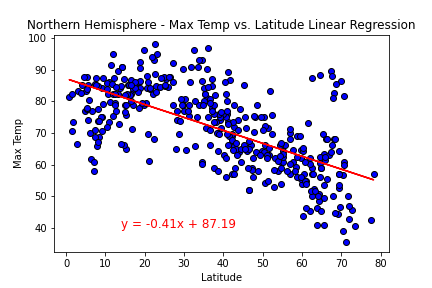 Northern Hemisphere - Max Temp vs. Latitude Linear Regression
100
90
80
70
60
50
40
Max Temp
y = -0.41x + 87.19
0 10 20 30 40 50 60 70 80
Latitude